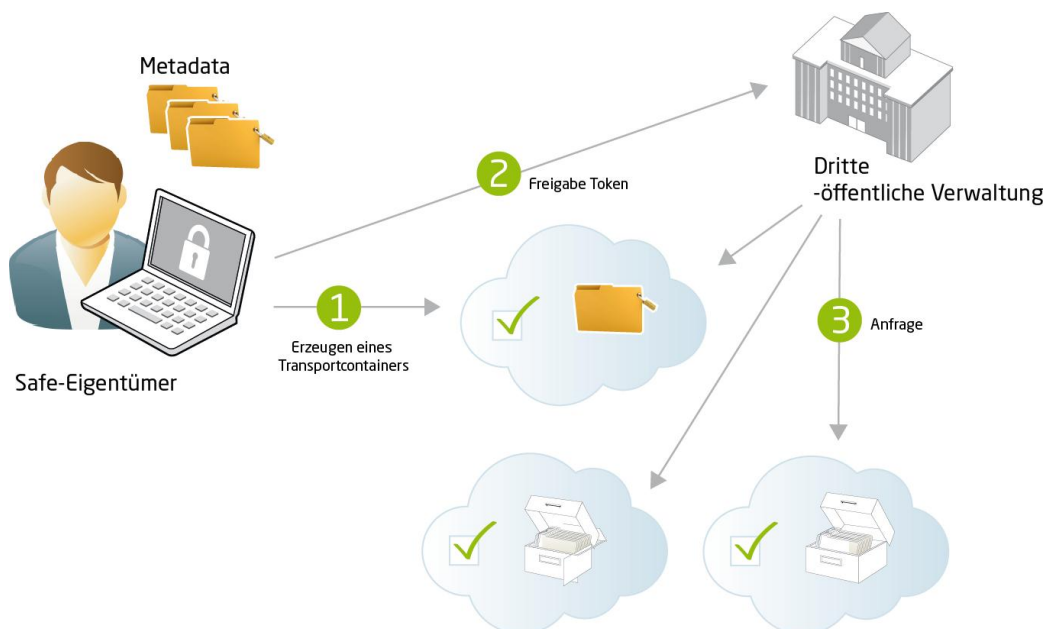 Metadata
2
Freigabe Token
Dritte
-öffentliche Verwaltung
1
Erzeugen eines
Transportcontainers
3
Anfrage
Safe-Eigentümer